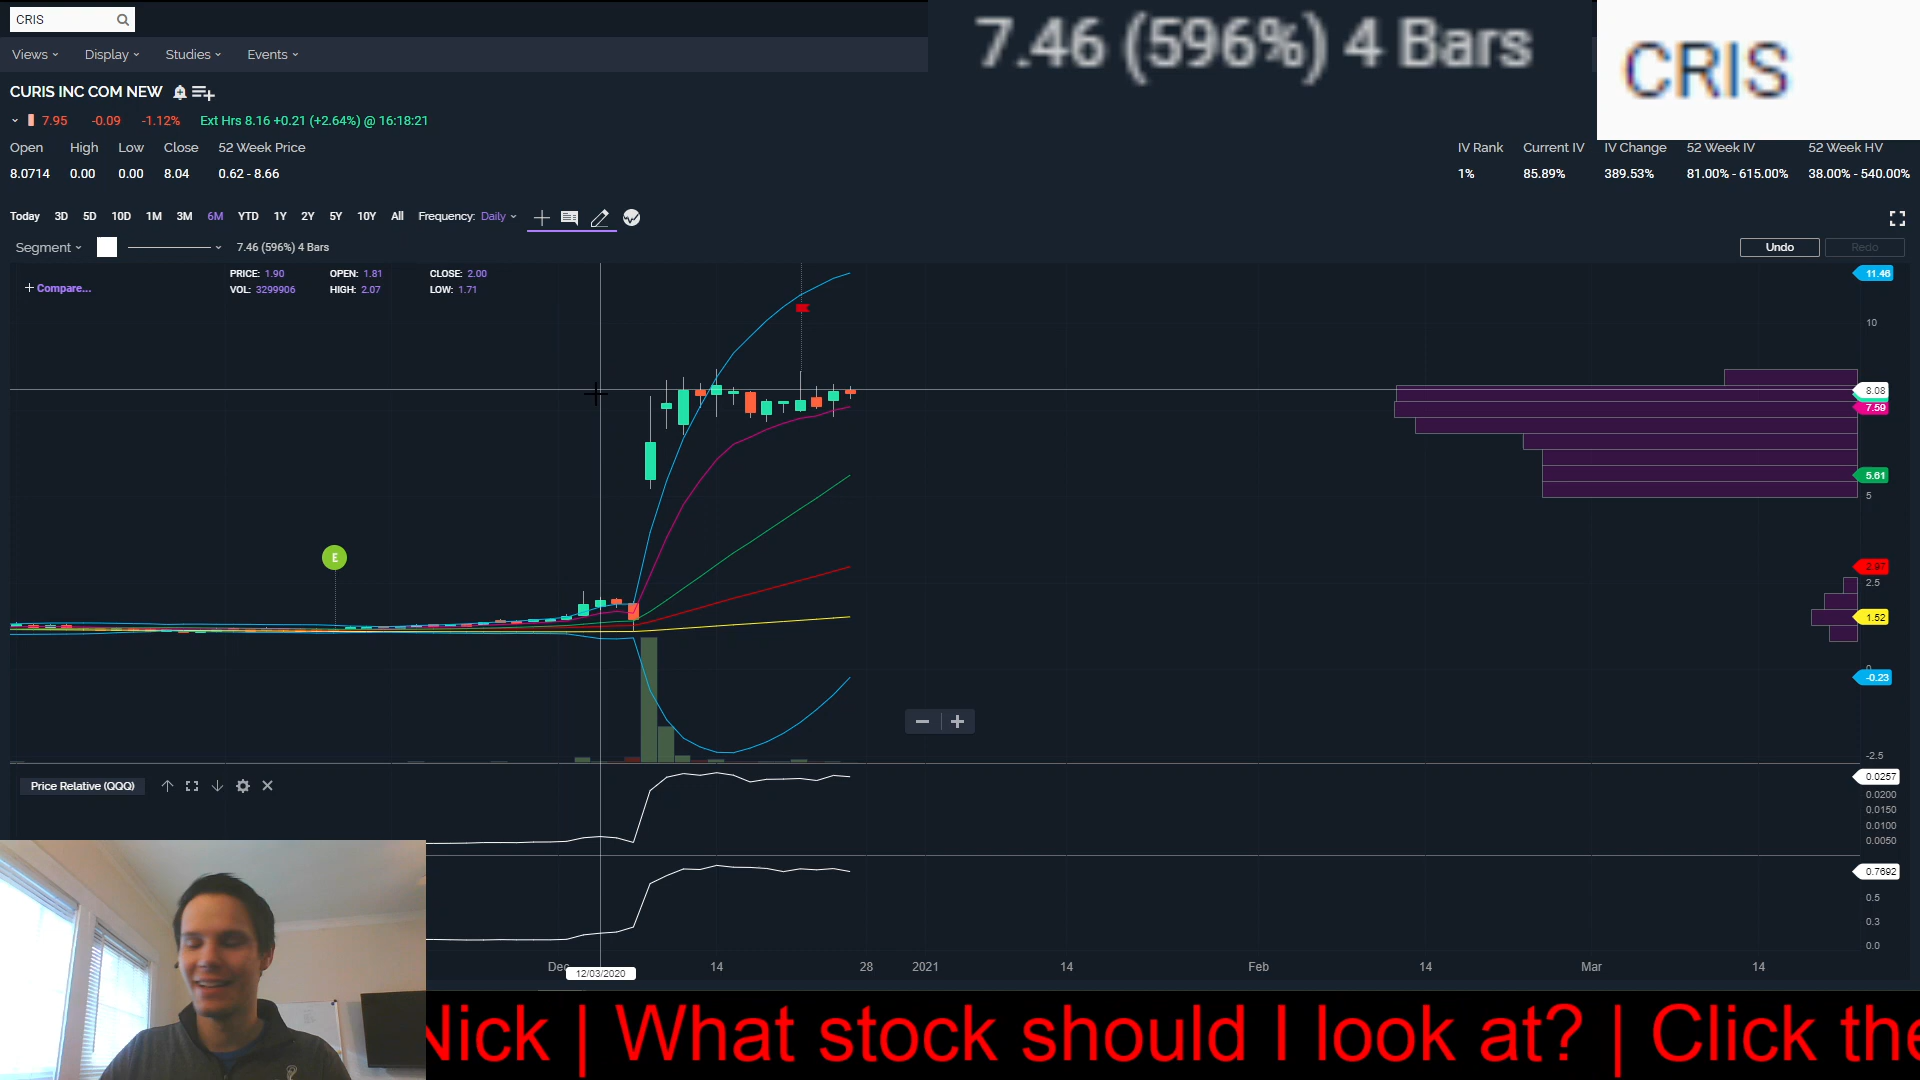 CRIS
7.46 (596%) 4 Bars
CRIS
Views Display Studies Events
CURIS INC COM NEW
7.95 -0.09 -1.12% Ext Hrs 8.16 +0.21 (+2.64%) @ 16:18:21
Open High Low Close 52 Week Price
8.0714 0.00 0.00 8.04 0.62 - 8.66
IV Rank Current IV IV Change 52 Week IV 52 Week HV
1% 85.89% 389.53% 81.00% - 615.00% 38.00% - 540.00%
Today 3D 5D 10D 1M 3M 6M YTD 1Y 2Y 5Y 10Y All Frequency: Daily
Segment 7.46 (596%) 4 Bars Undo Redo
PRICE: 1.90 OPEN: 1.81 CLOSE: 2.00
VOL: 3299906 HIGH: 2.07 LOW: 1.71
+ Compare...
11.46
10
8.08
7.59
5.61
5
E
2.97
2.5
1.52
0
-0.23
-2.5
Price Relative (QQQ)
0.0257
0.0200
0.0150
0.0100
0.0050
0.7692
0.5
0.3
0.0
Dec 14 28 2021 14 Feb 14 Mar 14
12/03/2020
Nick | What stock should I look at? | Click the